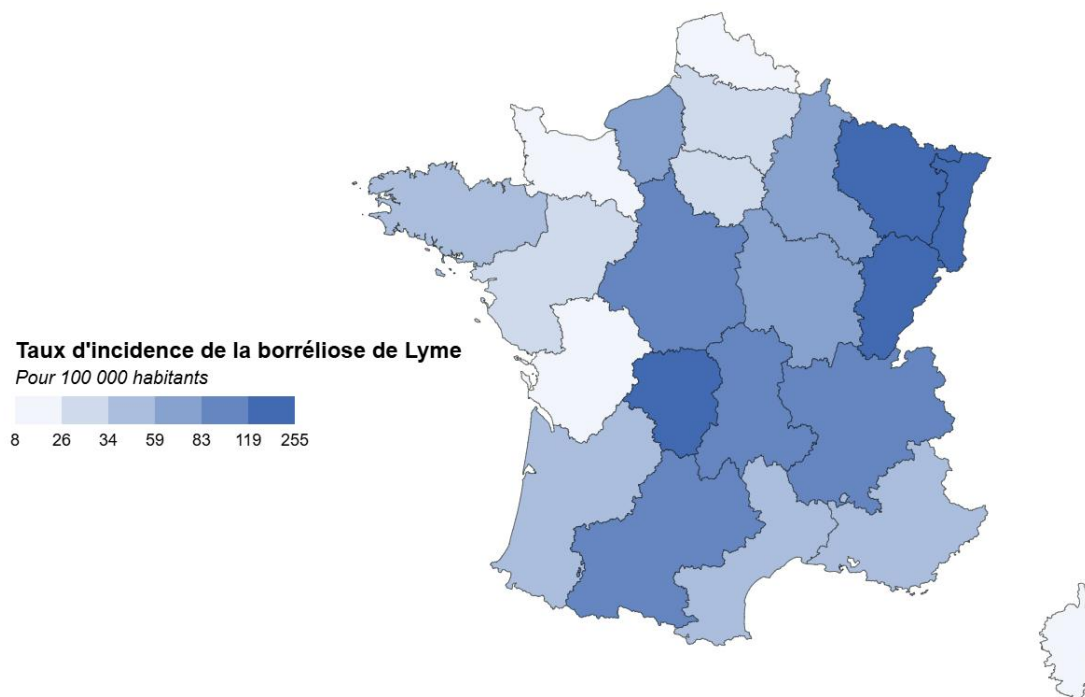 Taux d'incidence de la borréliose de Lyme
Pour 100 000 habitants
8 26 34 59 83 119 255